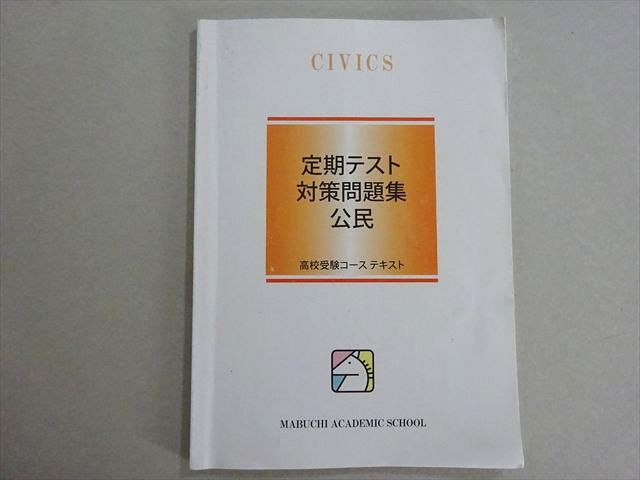 CIVICS
定期テスト
対策問題集
公民
高校受験コース テキスト
MABUCHI ACADEMIC SCHOOL